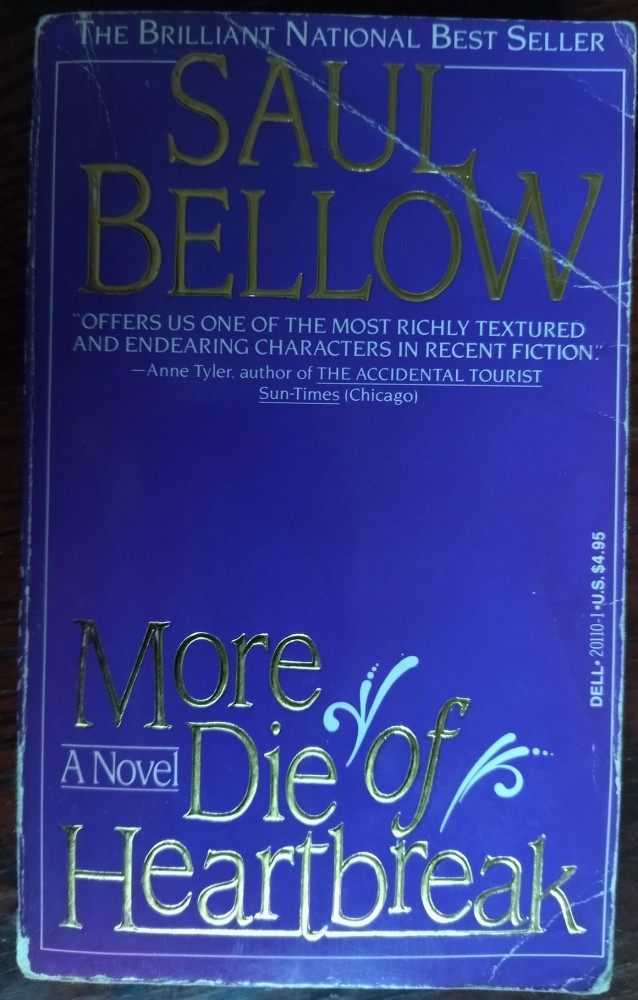 THE BRILLIANT NATIONAL BEST SELLER
SAUL
BELLOW
"OFFERS US ONE OF THE MOST RICHLY TEXTURED
AND ENDEARING CHARACTERS IN RECENT FICTION."
—Anne Tyler, author of THE ACCIDENTAL TOURIST
Sun-Times (Chicago)
DELL • 20110-1 • U.S. $4.95
More
Die of
A Novel
Heartbreak